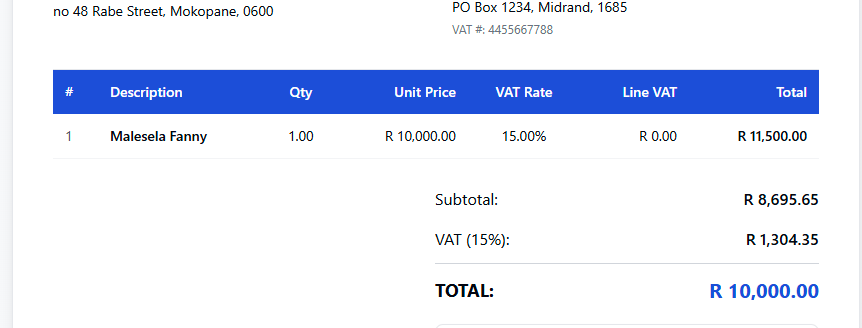 no 48 Rabe Street, Mokopane, 0600
PO Box 1234, Midrand, 1685
VAT #: 4455667788
# Description Qty Unit Price VAT Rate Line VAT Total
1 Malesela Fanny 1.00 R 10,000.00 15.00% R 0.00 R 11,500.00
Subtotal: R 8,695.65
VAT (15%): R 1,304.35
TOTAL: R 10,000.00